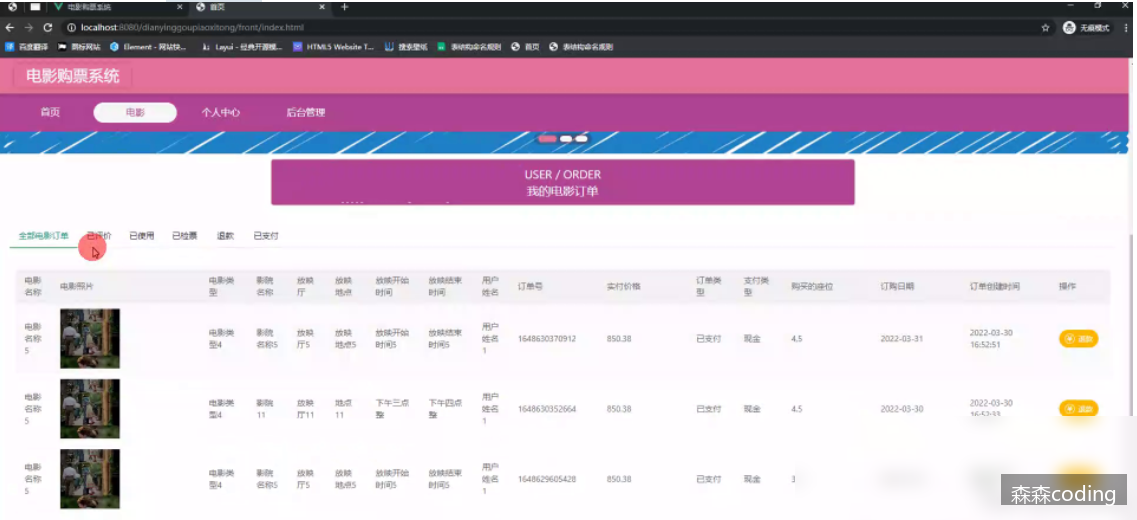 电影购票系统 首页
localhost:8080/dianyinggoupiaoxitong/front/index.html 无痕模式
百度翻译 图标网站 Element - 网站快... Layui - 经典开源模... HTML5 Website T... 搜索壁纸 表结构命名规则 首页 表结构命名规则
电影购票系统
首页 电影 个人中心 后台管理
USER / ORDER
我的电影订单
全部电影订单 已评价 已使用 已检票 退款 已支付
电影名称 电影照片 电影类型 影院名称 放映厅 放映地点 放映开始时间 放映结束时间 用户姓名 订单号 实付价格 订单类型 支付类型 购买的座位 订购日期 订单创建时间 操作
电影名称5 电影类型4 影院名称5 放映厅5 放映地点5 放映开始时间5 放映结束时间5 用户姓名1 1648630370912 850.38 已支付 现金 4.5 2022-03-31 2022-03-30 16:52:51 退款
电影名称5 电影类型4 影院11 放映厅11 地点11 下午三点整 下午四点整 用户姓名1 1648630352664 850.38 已支付 现金 4.5 2022-03-30 2022-03-30 16:52:33 退款
电影名称5 电影类型4 影院名称5 放映厅5 放映地点5 放映开始时间5 放映结束时间5 用户姓名1 1648629605428 850.38 已支付 现金 3
森森coding